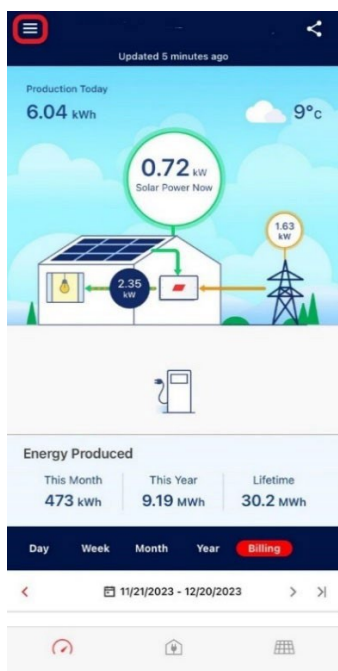 Updated 5 minutes ago
Production Today
6.04 kWh
9°c
0.72 kW
Solar Power Now
1.63
kW
2.35
kW
Energy Produced
This Month This Year Lifetime
473 kWh 9.19 MWh 30.2 MWh
Day Week Month Year Billing
11/21/2023 - 12/20/2023